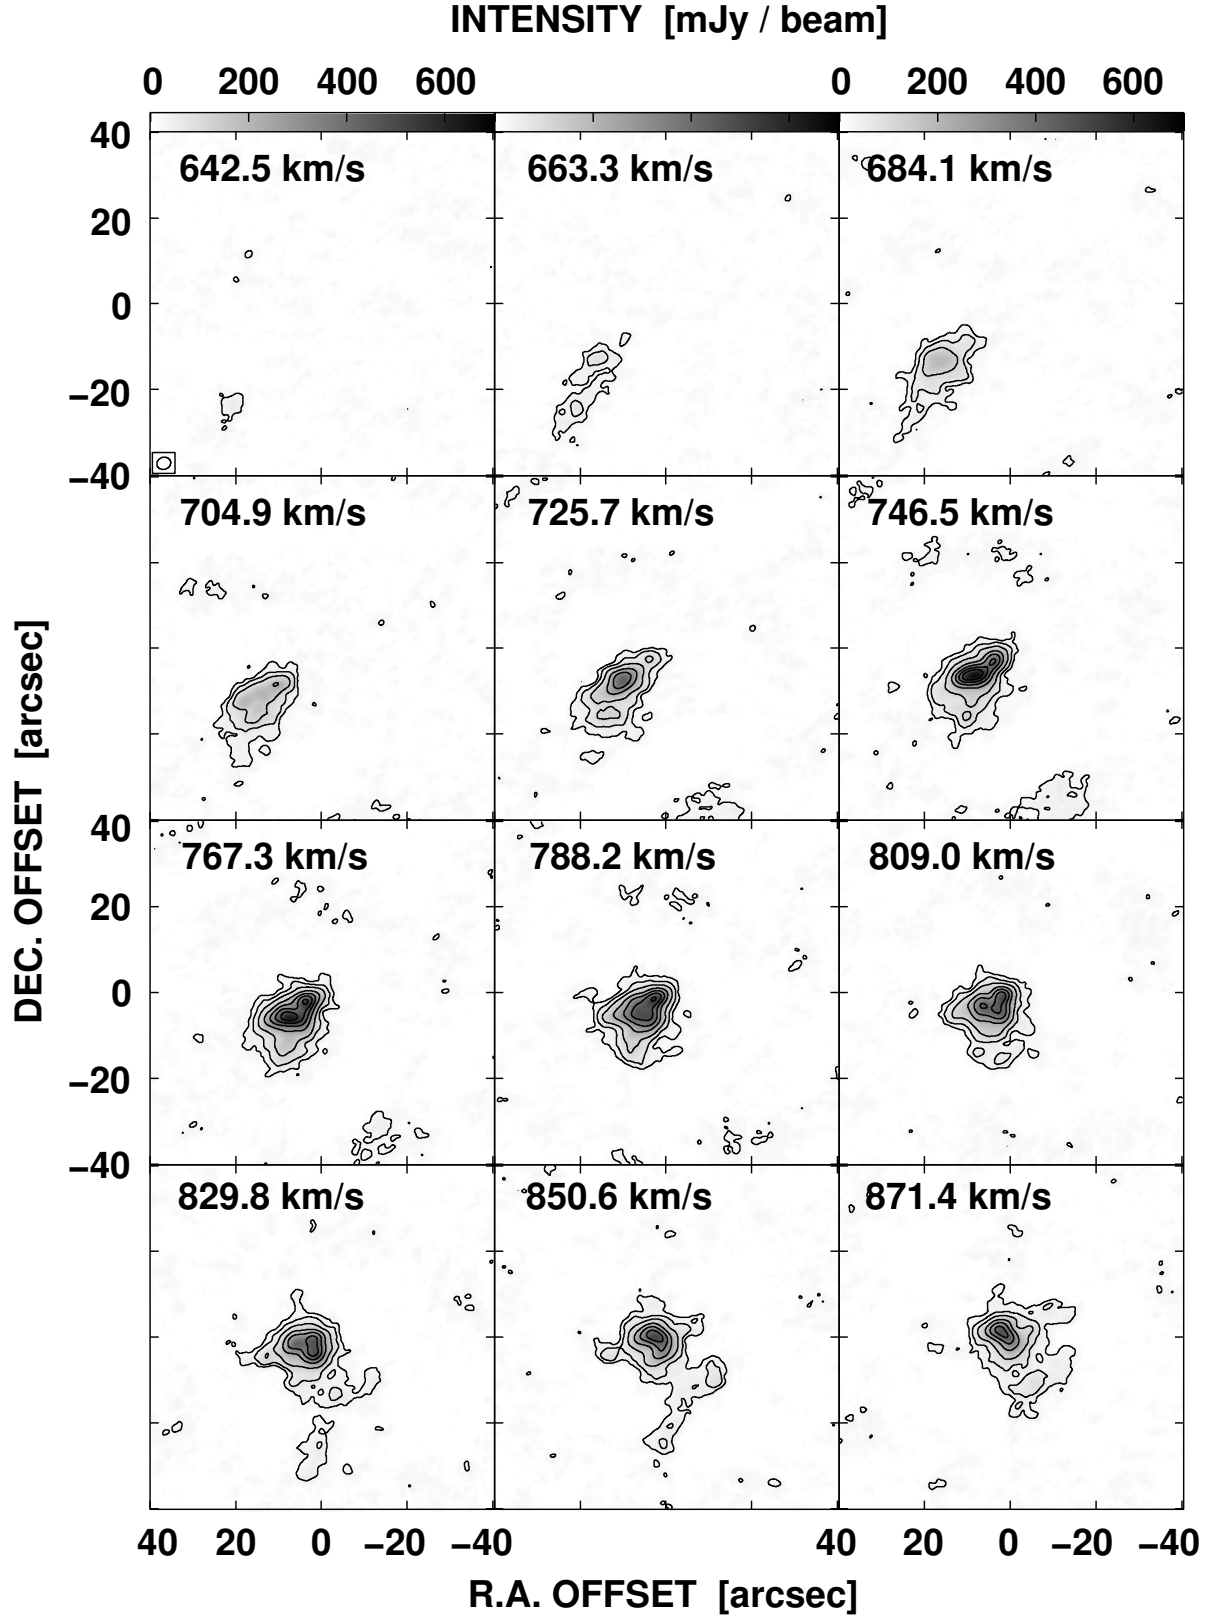 INTENSITY [mJy / beam]
0 200 400 600 0 200 400 600
40
642.5 km/s 663.3 km/s 684.1 km/s
20
0
−20
−40
704.9 km/s 725.7 km/s 746.5 km/s
DEC. OFFSET [arcsec]
40
767.3 km/s 788.2 km/s 809.0 km/s
20
0
−20
−40
829.8 km/s 850.6 km/s 871.4 km/s
40 20 0 −20 −40 40 20 0 −20 −40
R.A. OFFSET [arcsec]